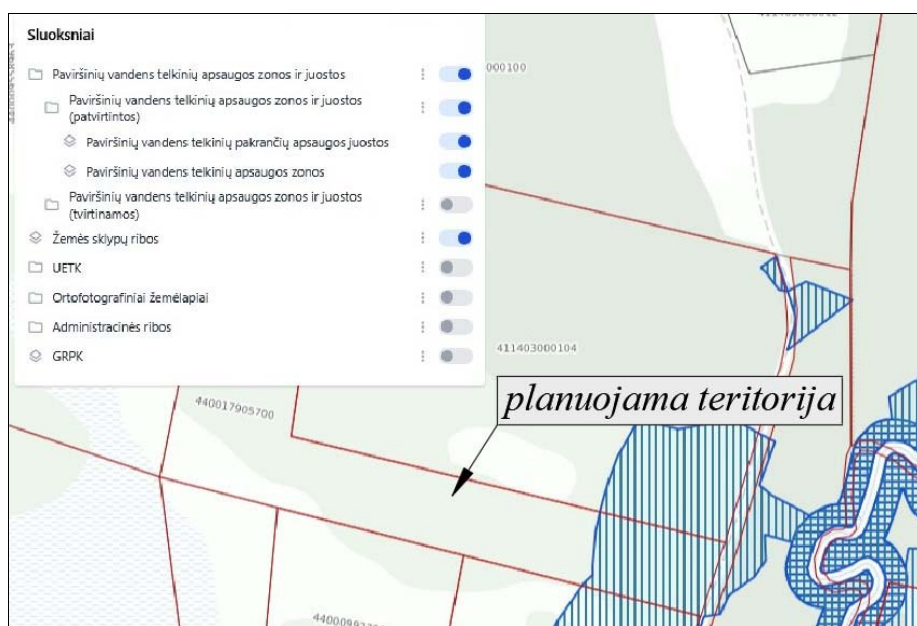 Sluoksniai
Paviršinių vandens telkinių apsaugos zonos ir juostos
Paviršinių vandens telkinių apsaugos zonos ir juostos
(patvirtintos)
Paviršinių vandens telkinių pakrančių apsaugos juostos
Paviršinių vandens telkinių apsaugos zonos
Paviršinių vandens telkinių apsaugos zonos ir juostos
(tvirtinamos)
Žemės sklypų ribos
UETK
Ortofotografiniai žemėlapiai
Administracinės ribos
GRPK
000100
411403000104
planuojama teritorija
440017905700